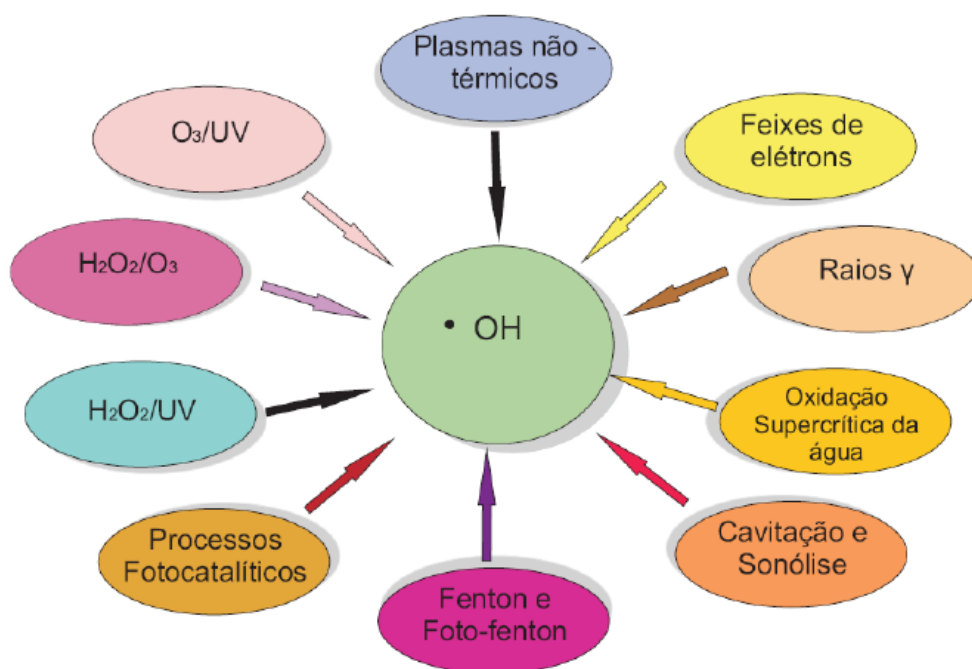 Plasmas não -
térmicos
O₃/UV
Feixes de
elétrons
H₂O₂/O₃
Raios γ
• OH
H₂O₂/UV
Oxidação
Supercrítica da
água
Processos
Fotocatalíticos
Cavitação e
Sonólise
Fenton e
Foto-fenton